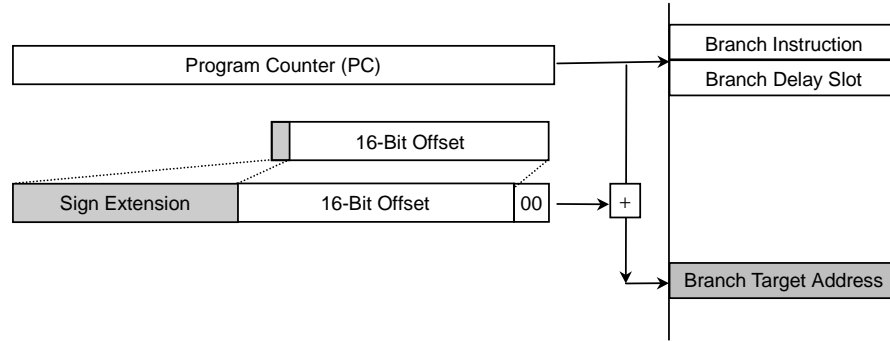 Branch Instruction
Program Counter (PC)
Branch Delay Slot
16-Bit Offset
Sign Extension
16-Bit Offset
00
+
Branch Target Address